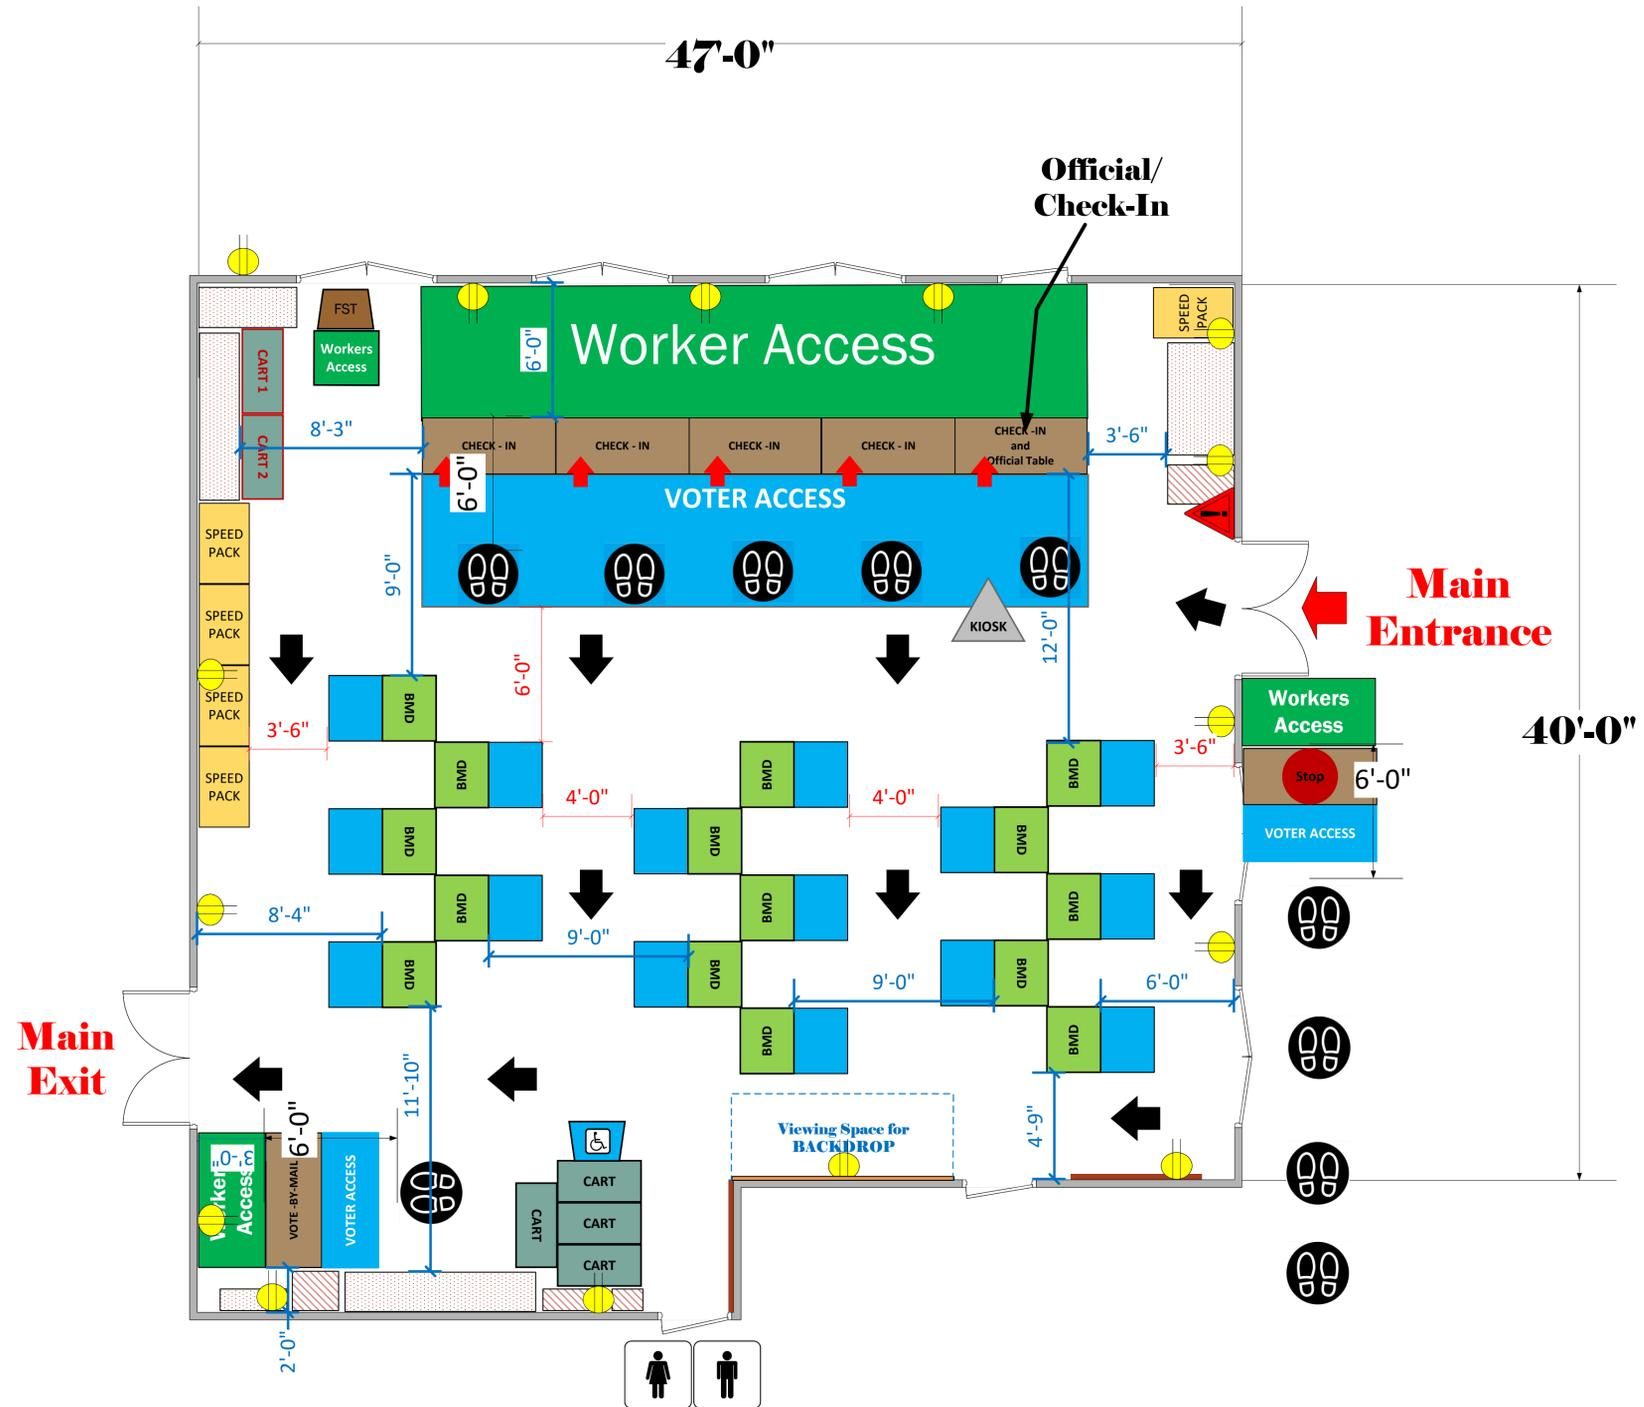 47'-0"
Official/
Check-In
FST
Workers
Access
CART 1
CART 2
8'-3"
6'-0"
Worker Access
SPEED
PACK
CHECK - IN
CHECK - IN
CHECK -IN
CHECK - IN
CHECK -IN
and
Official Table
3'-6"
6'-0"
VOTER ACCESS
SPEED
PACK
SPEED
PACK
SPEED
PACK
SPEED
PACK
9'-0"
6'-0"
KIOSK
12'-0"
Main
Entrance
Workers
Access
Stop
6'-0"
VOTER ACCESS
40'-0"
3'-6"
BMD
BMD
BMD
BMD
3'-6"
4'-0"
4'-0"
BMD
BMD
BMD
BMD
BMD
BMD
8'-4"
9'-0"
BMD
BMD
BMD
9'-0"
6'-0"
BMD
BMD
Main
Exit
11'-10"
4'-9"
Viewing Space for
BACKDROP
6'-0"
3'-0"
Workers
Access
VOTE -BY-MAIL
VOTER ACCESS
CART
CART
CART
CART
2'-0"